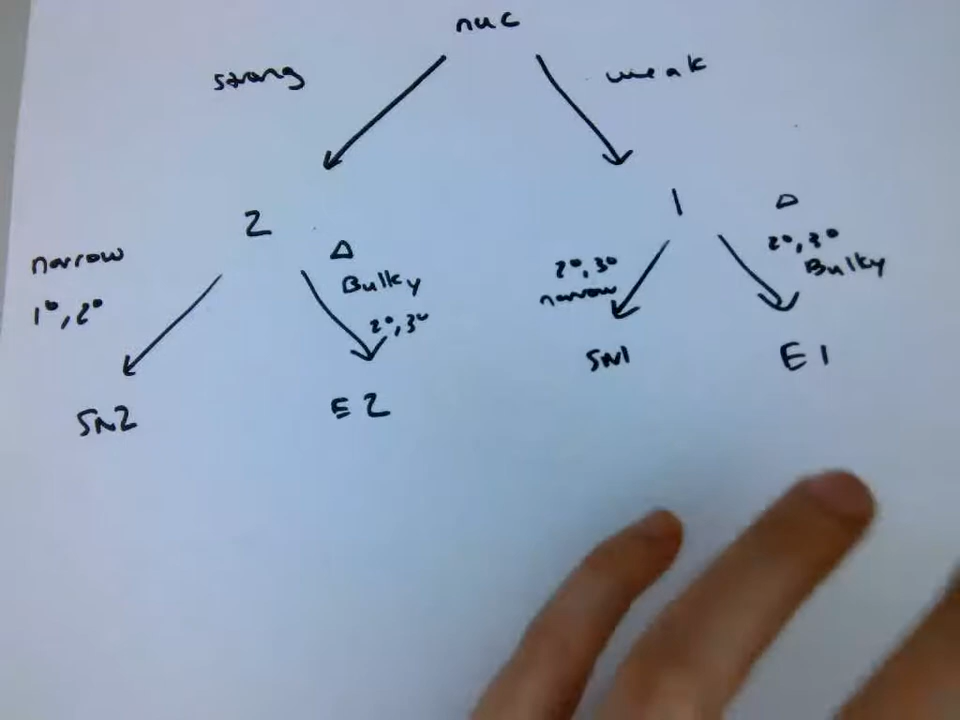 nuc
strong
weak
2
1
Δ
2°, 3°
Bulky
narrow
1°, 2°
Δ
Bulky
2°, 3°
2°, 3°
narrow
SN2
E2
SN1
E1